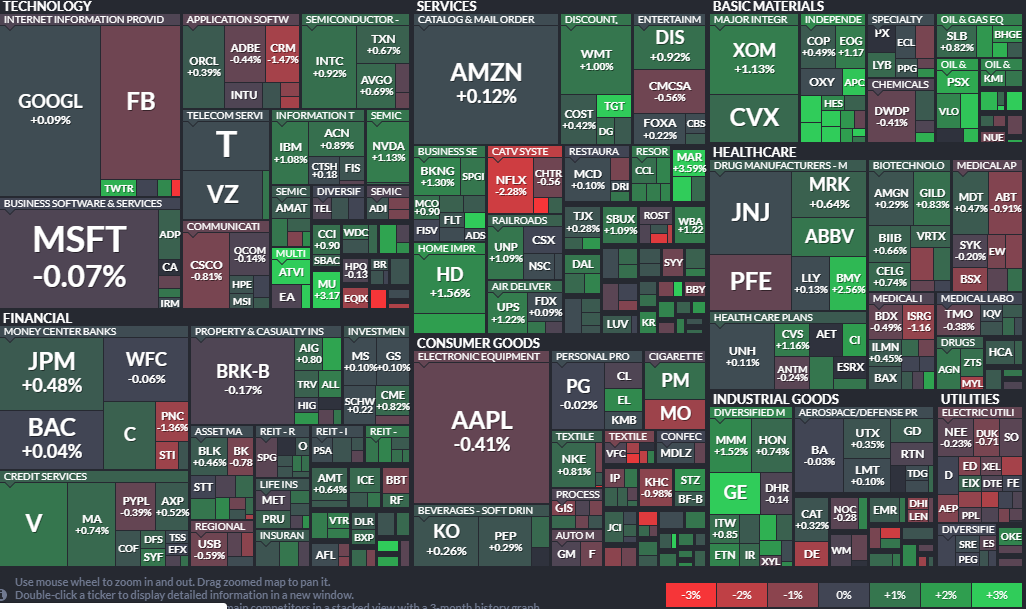 TECHNOLOGY
INTERNET INFORMATION PROVID
GOOGL
+0.09%
FB
TWTR
APPLICATION SOFTW
ORCL
+0.39%
ADBE
-0.44%
CRM
-1.47%
INTU
SEMICONDUCTOR -
INTC
+0.92%
TXN
+0.67%
AVGO
+0.69%
BUSINESS SOFTWARE & SERVICES
MSFT
-0.07%
ADP
CA
IRM
TELECOM SERVI
T
VZ
COMMUNICATI
CSCO
-0.81%
QCOM
-0.14%
HPE
MSI
INFORMATION T
IBM
+1.08%
ACN
+0.89%
CTSH
+0.18
FIS
SEMIC
NVDA
+1.13%
SEMIC
AMAT
DIVERSIF
TEL
SEMIC
ADI
MULTI
ATVI
EA
CCI
+0.90
WDC
SBAC
MU
+3.17
HPQ
-0.13
BR
EQIX
SERVICES
CATALOG & MAIL ORDER
AMZN
+0.12%
DISCOUNT,
WMT
+1.00%
COST
+0.42%
TGT
DG
ENTERTAINM
DIS
+0.92%
CMCSA
-0.56%
FOXA
+0.22%
CBS
BUSINESS SE
BKNG
+1.30%
SPGI
MCO
+0.90
FLT
FISV
ADS
CATV SYSTE
NFLX
-2.28%
CHTR
-0.56
RESTAURA
MCD
+0.10%
DRI
RESOR
CCL
MAR
+3.59%
RAILROADS
UNP
+1.09%
CSX
NSC
TJX
+0.28%
SBUX
+1.09%
ROST
WBA
+1.22
HOME IMPR
HD
+1.56%
AIR DELIVER
UPS
+1.22%
FDX
+0.09%
DAL
SYY
BBY
LUV
KR
BASIC MATERIALS
MAJOR INTEGR
XOM
+1.13%
CVX
INDEPENDE
COP
+0.49%
EOG
+1.17
OXY
APC
HES
SPECIALTY
PX
ECL
LYB
PPG
CHEMICALS
DWDP
-0.41%
OIL & GAS EQ
SLB
+0.82%
BHGE
OIL &
PSX
VLO
OIL &
KMI
NUE
HEALTHCARE
DRUG MANUFACTURERS - M
JNJ
MRK
+0.64%
ABBV
PFE
LLY
+0.13%
BMY
+2.56%
BIOTECHNOLO
AMGN
+0.29%
GILD
+0.83%
BIIB
+0.66%
VRTX
CELG
+0.74%
MEDICAL AP
MDT
+0.47%
ABT
-0.91%
SYK
-0.20%
EW
BSX
HEALTH CARE PLANS
UNH
+0.11%
CVS
+1.16%
AET
CI
ANTM
-0.24%
ESRX
MEDICAL I
BDX
-0.49%
ISRG
-1.16
ILMN
+0.45%
BAX
MEDICAL LABO
TMO
-0.38%
IQV
DRUGS
AGN
ZTS
MYL
HCA
FINANCIAL
MONEY CENTER BANKS
JPM
+0.48%
WFC
-0.06%
BAC
+0.04%
C
PNC
-1.36%
STI
CREDIT SERVICES
V
MA
+0.74%
PYPL
-0.39%
AXP
+0.52%
COF
DFS
TSS
SYF
EFX
PROPERTY & CASUALTY INS
BRK-B
-0.17%
AIG
+0.80
TRV
ALL
HIG
INVESTMEN
MS
+0.10%
GS
+0.10%
SCHW
+0.22
CME
+0.82%
ASSET MA
BLK
+0.46%
BK
-0.78
STT
REGIONAL
USB
-0.59%
REIT - R
SPG
O
REIT - I
PSA
REIT -
LIFE INS
MET
PRU
INSURAN
AMT
+0.64%
ICE
BBT
RF
VTR
DLR
BXP
AFL
CONSUMER GOODS
ELECTRONIC EQUIPMENT
AAPL
-0.41%
BEVERAGES - SOFT DRIN
KO
+0.26%
PEP
+0.29%
PERSONAL PRO
PG
-0.02%
CL
EL
KMB
CIGARETTE
PM
MO
TEXTILE
NKE
+0.81%
TEXTILE
VFC
CONFEC
MDLZ
PROCESS
GIS
IP
KHC
-0.98%
STZ
BF-B
AUTO M
GM
F
JCI
INDUSTRIAL GOODS
DIVERSIFIED M
MMM
+1.52%
HON
+0.74%
GE
DHR
-0.14
ITW
+0.85
ETN
IR
XYL
AEROSPACE/DEFENSE PR
BA
-0.03%
UTX
+0.35%
GD
RTN
LMT
+0.10%
TDG
CAT
+0.32%
NOC
-0.28
EMR
DHI
LEN
DE
WM
UTILITIES
ELECTRIC UTILI
NEE
-0.23%
DUK
-0.71
SO
D
ED
XEL
EIX
DTE
FE
AEP
PPL
DIVERSIFIE
SRE
ES
PEG
OKE
Use mouse wheel to zoom in and out. Drag zoomed map to pan it.
Double-click a ticker to display detailed information in a new window.
main competitors in a stacked view with a 3-month history graph
-3%
-2%
-1%
0%
+1%
+2%
+3%